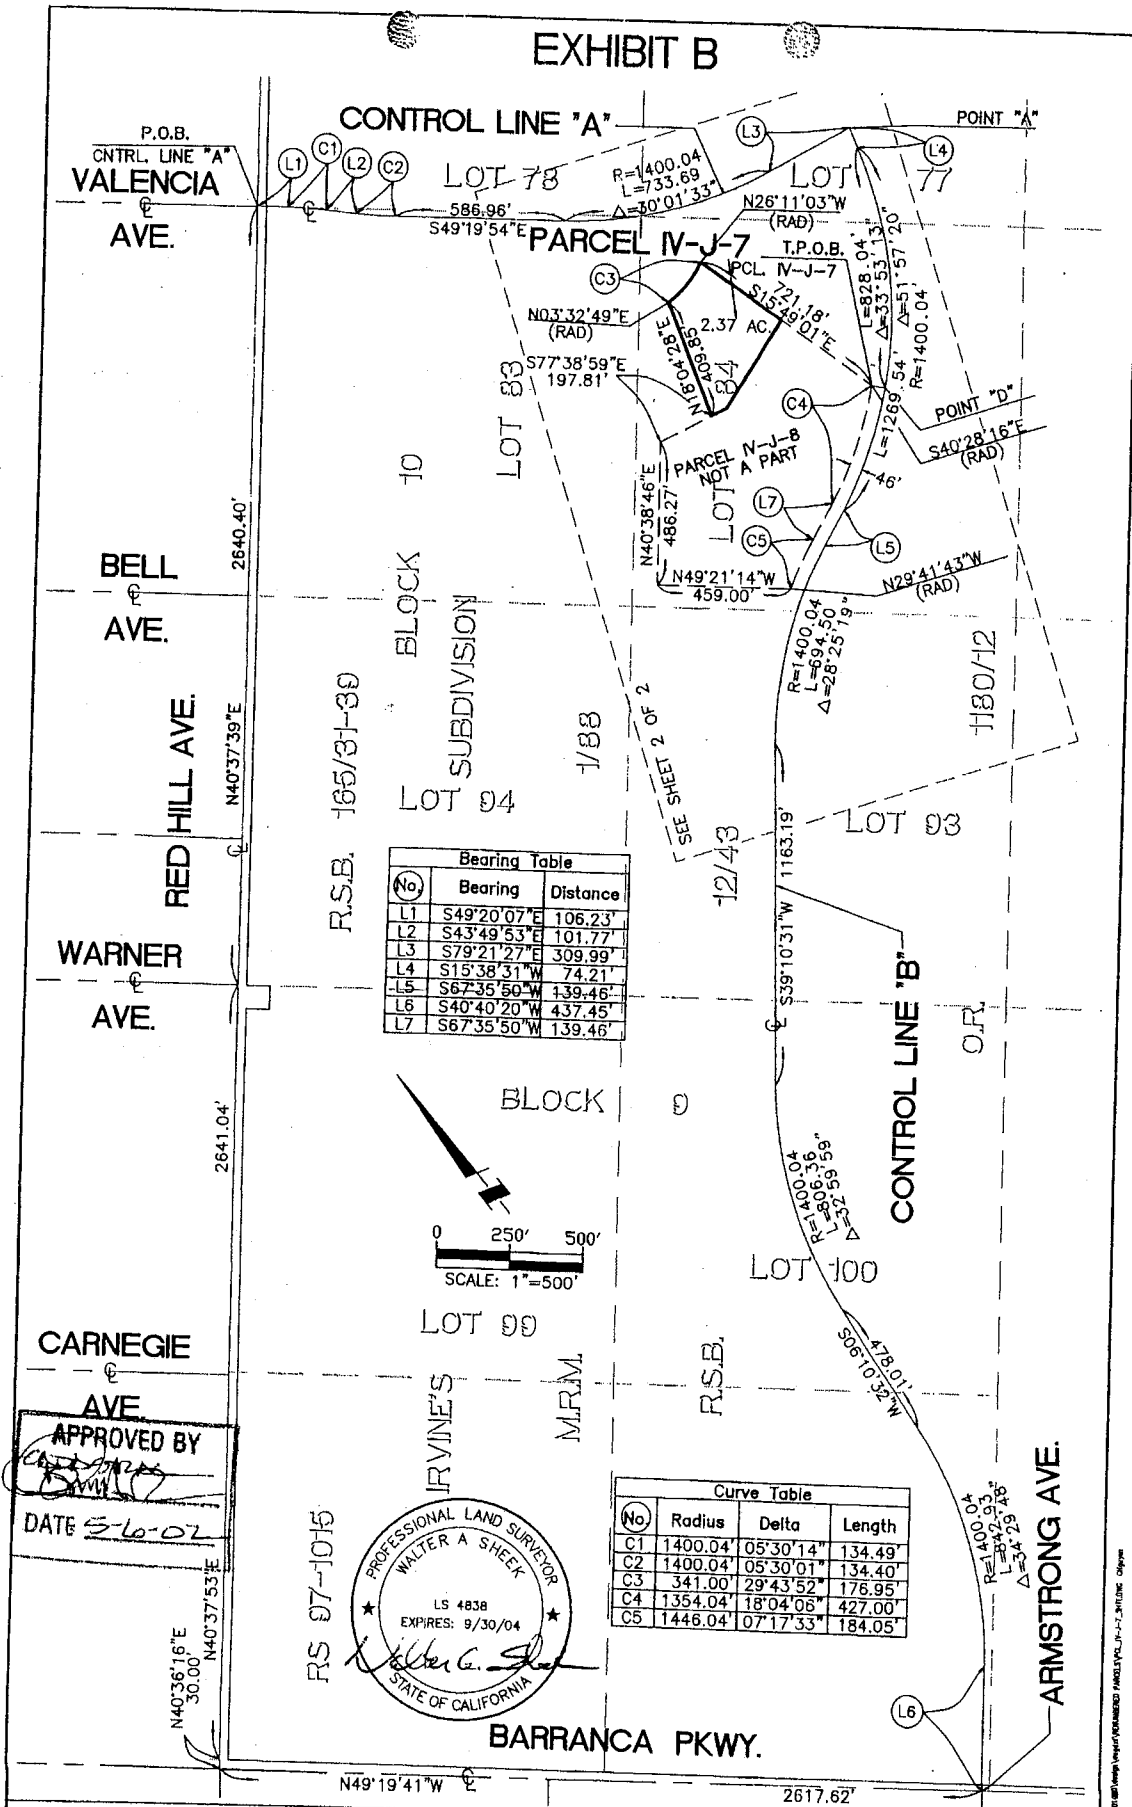 EXHIBIT B
CONTROL LINE "A"
POINT "A"
P.O.B.
CNTRL. LINE "A"
VALENCIA
AVE.
L1
C1
L2
C2
L3
L4
LOT 78
LOT 77
R=1400.04
L=733.69
Δ=30°01'33"
586.96'
S49°19'54"E
N26°11'03"W
(RAD)
PARCEL IV-J-7
T.P.O.B.
PCL. IV-J-7
C3
721.18'
S15°49'01"E
L=828.04'
Δ=33°53'13"
Δ=51°57'20"
R=1400.04'
L=1269.54'
N03°32'49"E
(RAD)
2.37 AC.
N18°04'28"E
409.85'
S77°38'59"E
197.81'
LOT 83
LOT 84
C4
POINT "D"
S40°28'16"E
(RAD)
PARCEL IV-J-8
NOT A PART
46'
BLOCK 10
N40°38'46"E
486.27'
L7
C5
L5
N49°21'14"W
459.00'
N29°41'43"W
(RAD)
2640.40'
BELL
AVE.
R=1400.04
L=694.50
Δ=28°25'19"
RED HILL AVE.
N40°37'39"E
R.S.B. 165/31-39
SUBDIVISION
1/88
1180/12
SEE SHEET 2 OF 2
LOT 94
LOT 93
12/43
S39°10'31"W 1163.19'
Bearing Table
No. Bearing Distance
L1 S49°20'07"E 106.23'
L2 S43°49'53"E 101.77'
L3 S79°21'27"E 309.99'
L4 S15°38'31"W 74.21'
L5 S67°35'50"W 139.46'
L6 S40°40'20"W 437.45'
L7 S67°35'50"W 139.46'
WARNER
AVE.
CONTROL LINE "B"
O.R.
BLOCK 9
2641.04'
R=1400.04
L=806.36
Δ=32°59'59"
0 250' 500'
SCALE: 1"=500'
LOT 100
LOT 99
478.01'
S06°10'32"W
CARNEGIE
AVE.
IRVINE'S
M.R.M.
R.S.B.
APPROVED BY
DATE 5-6-02
ARMSTRONG AVE.
R=1400.04
L=842.93
Δ=34°29'48"
Curve Table
No. Radius Delta Length
C1 1400.04' 05°30'14" 134.49'
C2 1400.04' 05°30'01" 134.40'
C3 341.00' 29°43'52" 176.95'
C4 1354.04' 18°04'06" 427.00'
C5 1446.04' 07°17'33" 184.05'
RS 97-1015
PROFESSIONAL LAND SURVEYOR
WALTER A SHEEK
LS 4838
EXPIRES: 9/30/04
STATE OF CALIFORNIA
N40°37'53"E
N40°36'16"E
30.00'
L6
BARRANCA PKWY.
N49°19'41"W
2617.62'